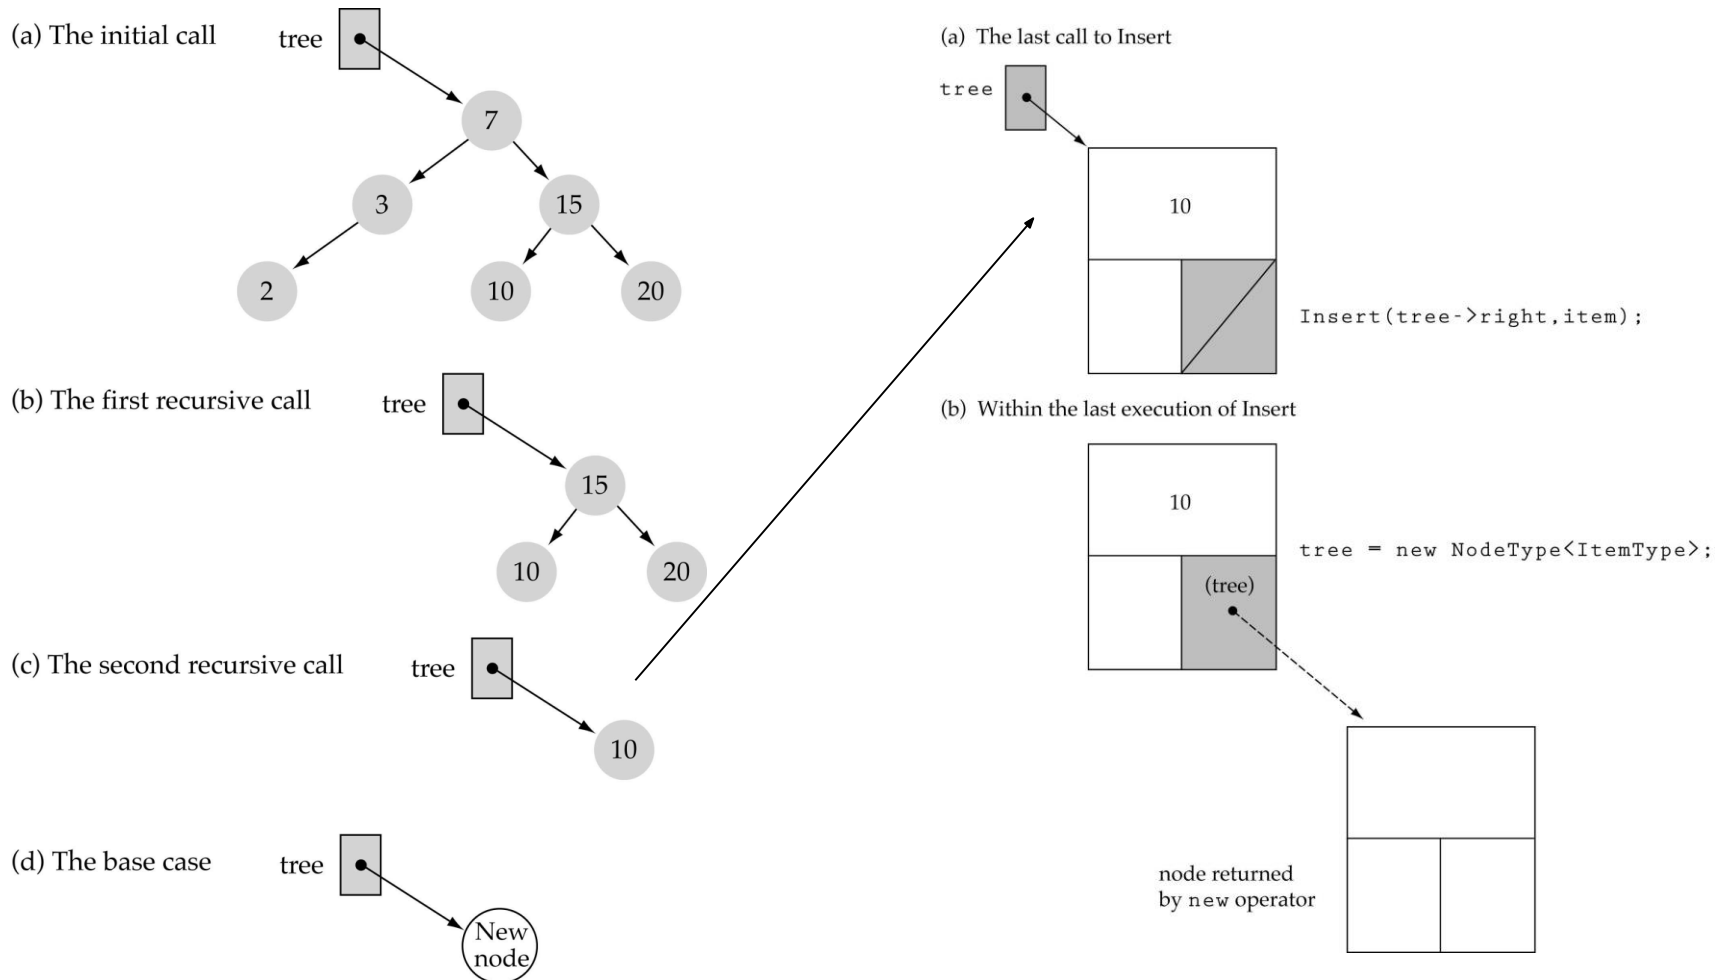 (a) The initial call
tree
7
3
15
2
10
20
(b) The first recursive call
tree
15
10
20
(c) The second recursive call
tree
10
(d) The base case
tree
New
node
(a) The last call to Insert
tree
10
Insert(tree->right,item);
(b) Within the last execution of Insert
10
tree = new NodeType<ItemType>;
(tree)
node returned
by new operator